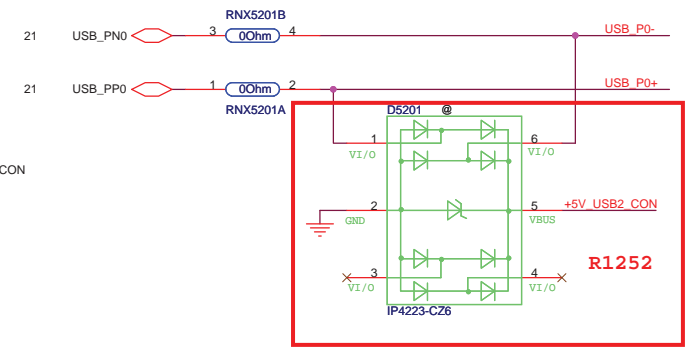 RNX5201B
21 USB_PN0 3 0Ohm 4 USB_P0-
21 USB_PP0 1 0Ohm 2 USB_P0+
RNX5201A
D5201 @
1 6
VI/O VI/O
CON
2 5 +5V_USB2_CON
GND VBUS
3 4 R1252
VI/O VI/O
IP4223-CZ6